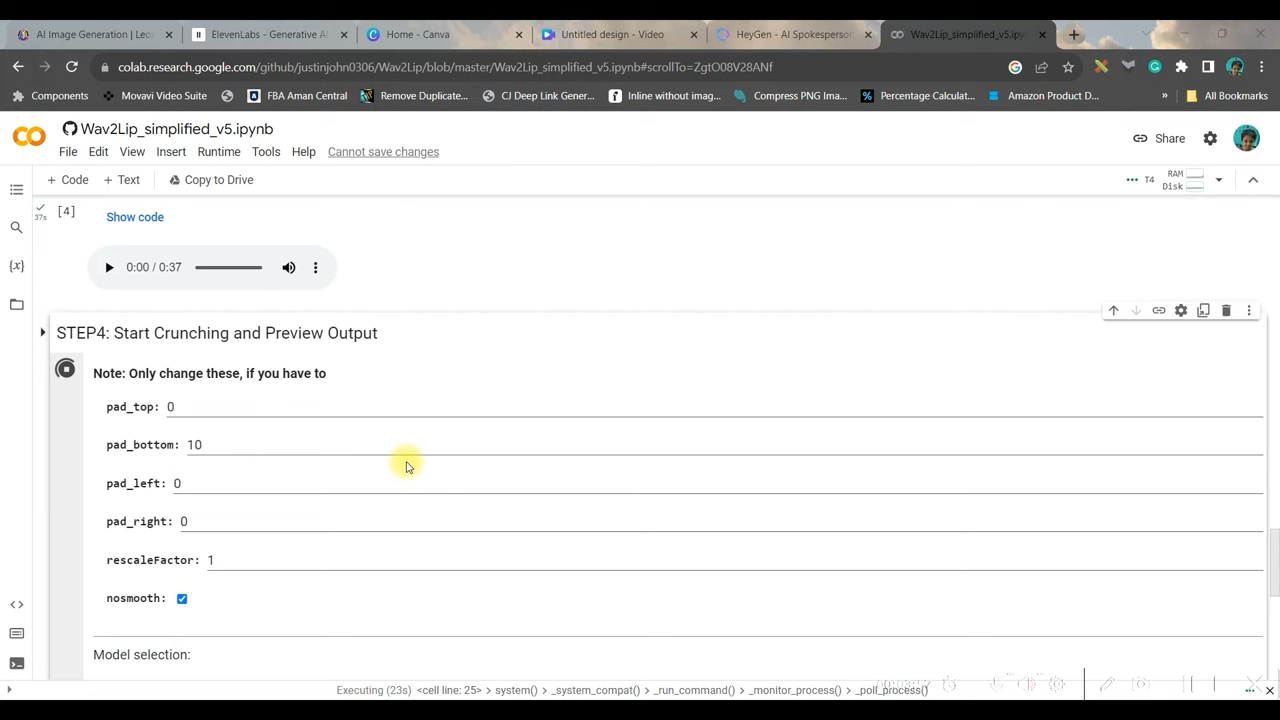 AI Image Generation | Leo
ElevenLabs - Generative AI
Home - Canva
Untitled design - Video
HeyGen - AI Spokesperson
Wav2Lip_simplified_v5.ipy
colab.research.google.com/github/justinjohn0306/Wav2Lip/blob/master/Wav2Lip_simplified_v5.ipynb#scrollTo=ZgtO08V28ANf
Components
Movavi Video Suite
FBA Aman Central
Remove Duplicate...
CJ Deep Link Gener...
Inline without imag...
Compress PNG Ima...
Percentage Calculat...
Amazon Product D...
»
All Bookmarks
Wav2Lip_simplified_v5.ipynb
Share
File Edit View Insert Runtime Tools Help Cannot save changes
+ Code + Text Copy to Drive
T4
RAM
Disk
[4] Show code
37s
0:00 / 0:37
STEP4: Start Crunching and Preview Output
Note: Only change these, if you have to
pad_top: 0
pad_bottom: 10
pad_left: 0
pad_right: 0
rescaleFactor: 1
nosmooth:
Model selection:
Executing (23s) <cell line: 25> > system() > _system_compat() > _run_command() > _monitor_process() > _poll_process()